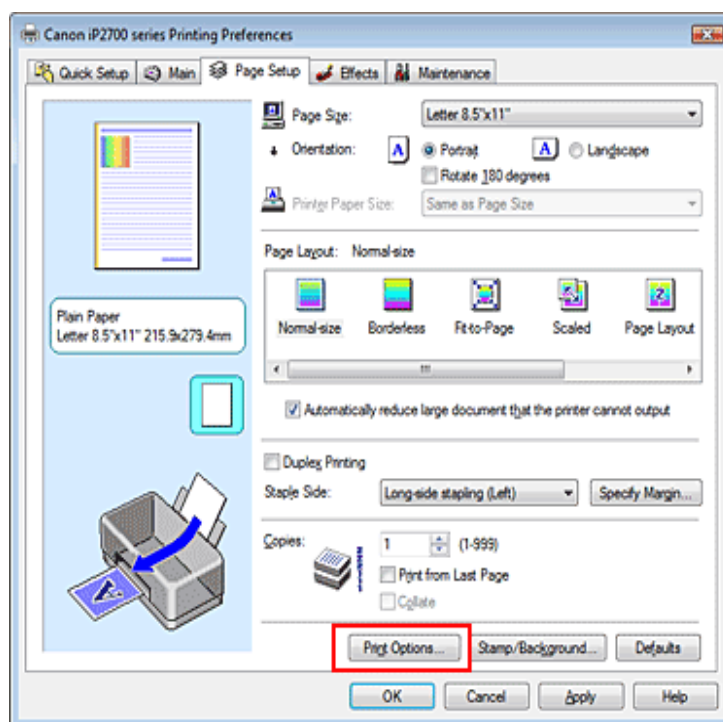 Canon iP2700 series Printing Preferences
Quick Setup Main Page Setup Effects Maintenance
Page Size: Letter 8.5"x11"
Orientation: A Portrait A Landscape
Rotate 180 degrees
Printer Paper Size: Same as Page Size
Page Layout: Normal-size
Normal-size Borderless Fit-to-Page Scaled Page Layout
Automatically reduce large document that the printer cannot output
Plain Paper
Letter 8.5"x11" 215.9x279.4mm
Duplex Printing
Staple Side: Long-side stapling (Left) Specify Margin...
Copies: 1 (1-999)
Print from Last Page
Collate
Print Options... Stamp/Background... Defaults
OK Cancel Apply Help